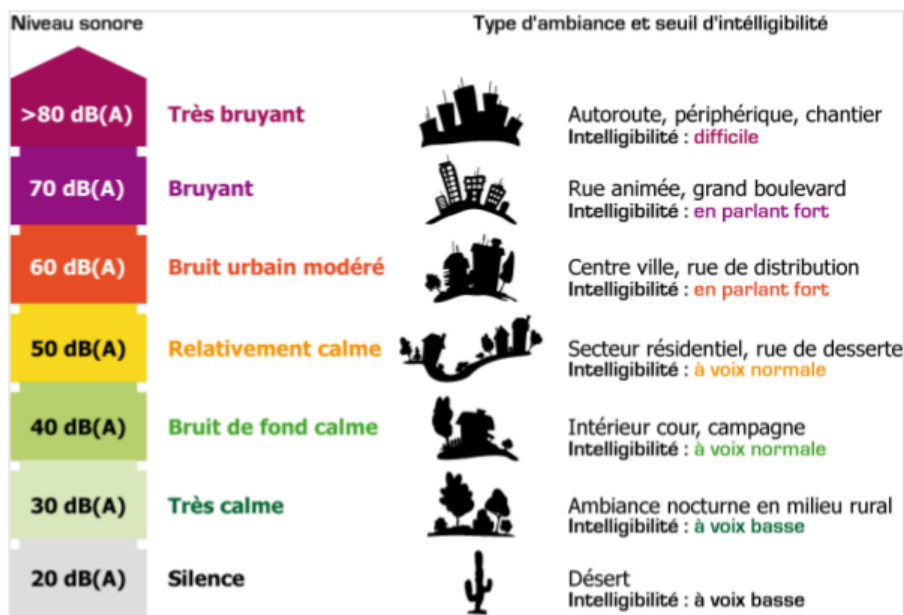 Niveau sonore
Type d'ambiance et seuil d'intélligibilité
>80 dB(A)
Très bruyant
Autoroute, périphérique, chantier
Intelligibilité : difficile
70 dB(A)
Bruyant
Rue animée, grand boulevard
Intelligibilité : en parlant fort
60 dB(A)
Bruit urbain modéré
Centre ville, rue de distribution
Intelligibilité : en parlant fort
50 dB(A)
Relativement calme
Secteur résidentiel, rue de desserte
Intelligibilité : à voix normale
40 dB(A)
Bruit de fond calme
Intérieur cour, campagne
Intelligibilité : à voix normale
30 dB(A)
Très calme
Ambiance nocturne en milieu rural
Intelligibilité : à voix basse
20 dB(A)
Silence
Désert
Intelligibilité : à voix basse